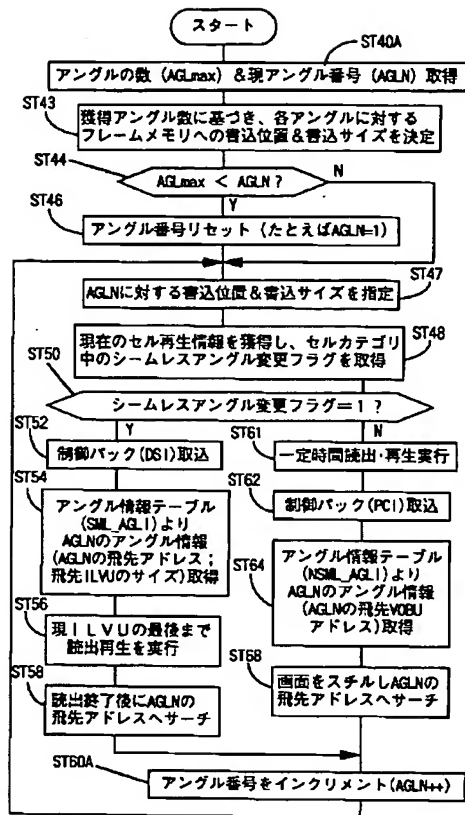 スタート
ST40A
アングルの数(AGLmax)&現アングル番号(AGLN)取得
ST43
獲得アングル数に基づき、各アングルに対する
フレームメモリへの書込位置&書込サイズを決定
ST44
AGLmax < AGLN?
N
Y
ST46
アングル番号リセット(たとえばAGLN=1)
ST47
AGLNに対する書込位置&書込サイズを指定
ST48
現在のセル再生情報を獲得し、セルカテゴリ
中のシームレスアングル変更フラグを取得
ST50
シームレスアングル変更フラグ=1?
Y
N
ST52
制御パック(DSI)取込
ST54
アングル情報テーブル
(SML_AGLI)より
AGLNのアングル情報
(AGLNの飛先アドレス;
飛先ILVUのサイズ)取得
ST56
現ILVUの最後まで
読出再生を実行
ST58
読出終了後にAGLNの
飛先アドレスへサーチ
ST61
一定時間読出・再生実行
ST62
制御パック(PCI)取込
ST64
アングル情報テーブル
(NSML_AGLI)より
AGLNのアングル情報
(AGLNの飛先VOBU
アドレス)取得
ST68
画面をスチルしAGLNの
飛先アドレスへサーチ
ST60A
アングル番号をインクリメント(AGLN++)